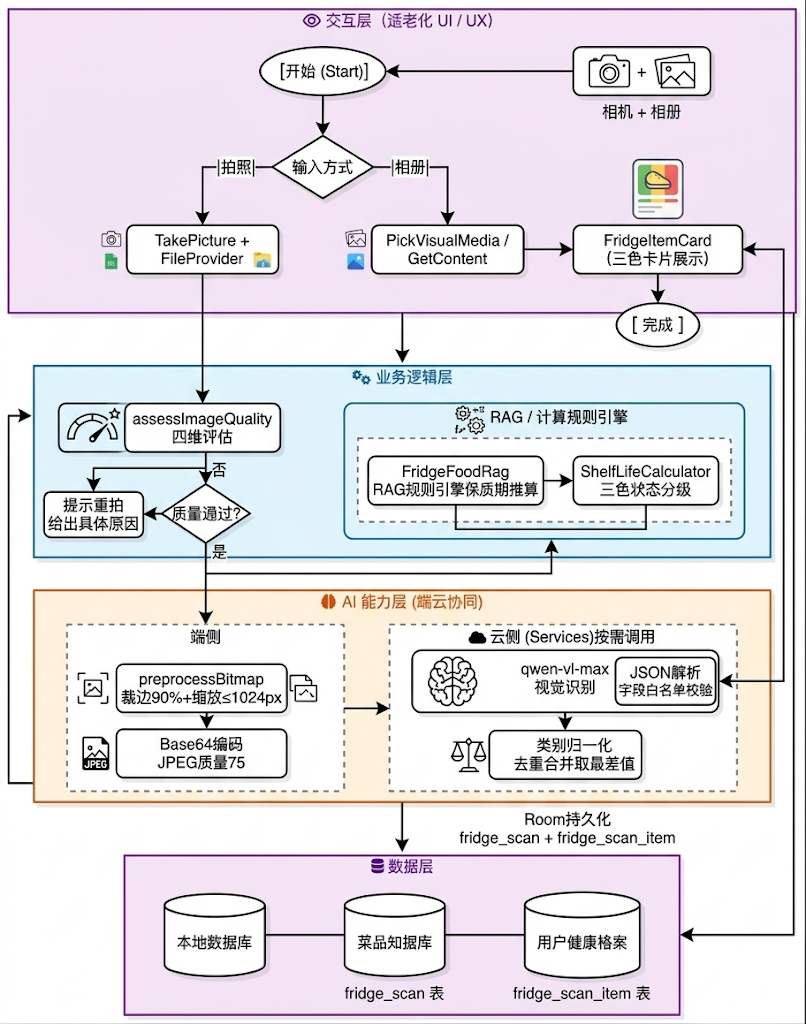 交互层（适老化 UI / UX)
[开始 (Start)]
+
相机 + 相册
输入方式
|拍照|
|相册|
TakePicture +
FileProvider
PickVisualMedia /
GetContent
FridgeItemCard
(三色卡片展示)
[ 完成 ]
业务逻辑层
assessImageQuality
四维评估
否
提示重拍
给出具体原因
质量通过?
是
RAG / 计算规则引擎
FridgeFoodRag
RAG规则引擎保质期推算
ShelfLifeCalculator
三色状态分级
AI 能力层 (端云协同)
端侧
preprocessBitmap
裁边90%+缩放≤1024px
Base64编码
JPEG质量75
JPEG
云侧 (Services)按需调用
qwen-vl-max
视觉识别
JSON解析
字段白名单校验
类别归一化
去重合并取最差值
Room持久化
fridge_scan + fridge_scan_item
数据层
本地数据库
菜品知据库
用户健康格案
fridge_scan 表
fridge_scan_item 表